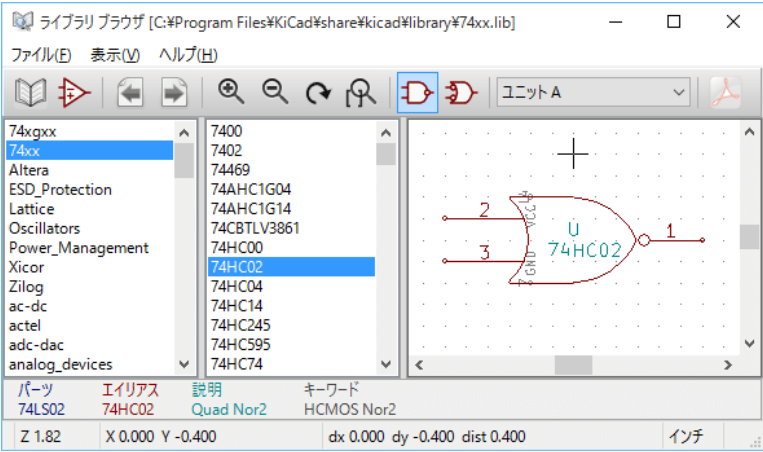 ライブラリ ブラウザ [C:¥Program Files¥KiCad¥share¥kicad¥library¥74xx.lib]
ファイル(F) 表示(V) ヘルプ(H)
ユニット A
74xgxx
74xx
Altera
ESD_Protection
Lattice
Oscillators
Power_Management
Xicor
Zilog
ac-dc
actel
adc-dac
analog_devices
7400
7402
74469
74AHC1G04
74AHC1G14
74CBTLV3861
74HC00
74HC02
74HC04
74HC14
74HC245
74HC595
74HC74
14
VCC
2
U
1
3
74HC02
GND
7
パーツ エイリアス 説明 キーワード
74LS02 74HC02 Quad Nor2 HCMOS Nor2
Z 1.82 X 0.000 Y -0.400 dx 0.000 dy -0.400 dist 0.400 インチ